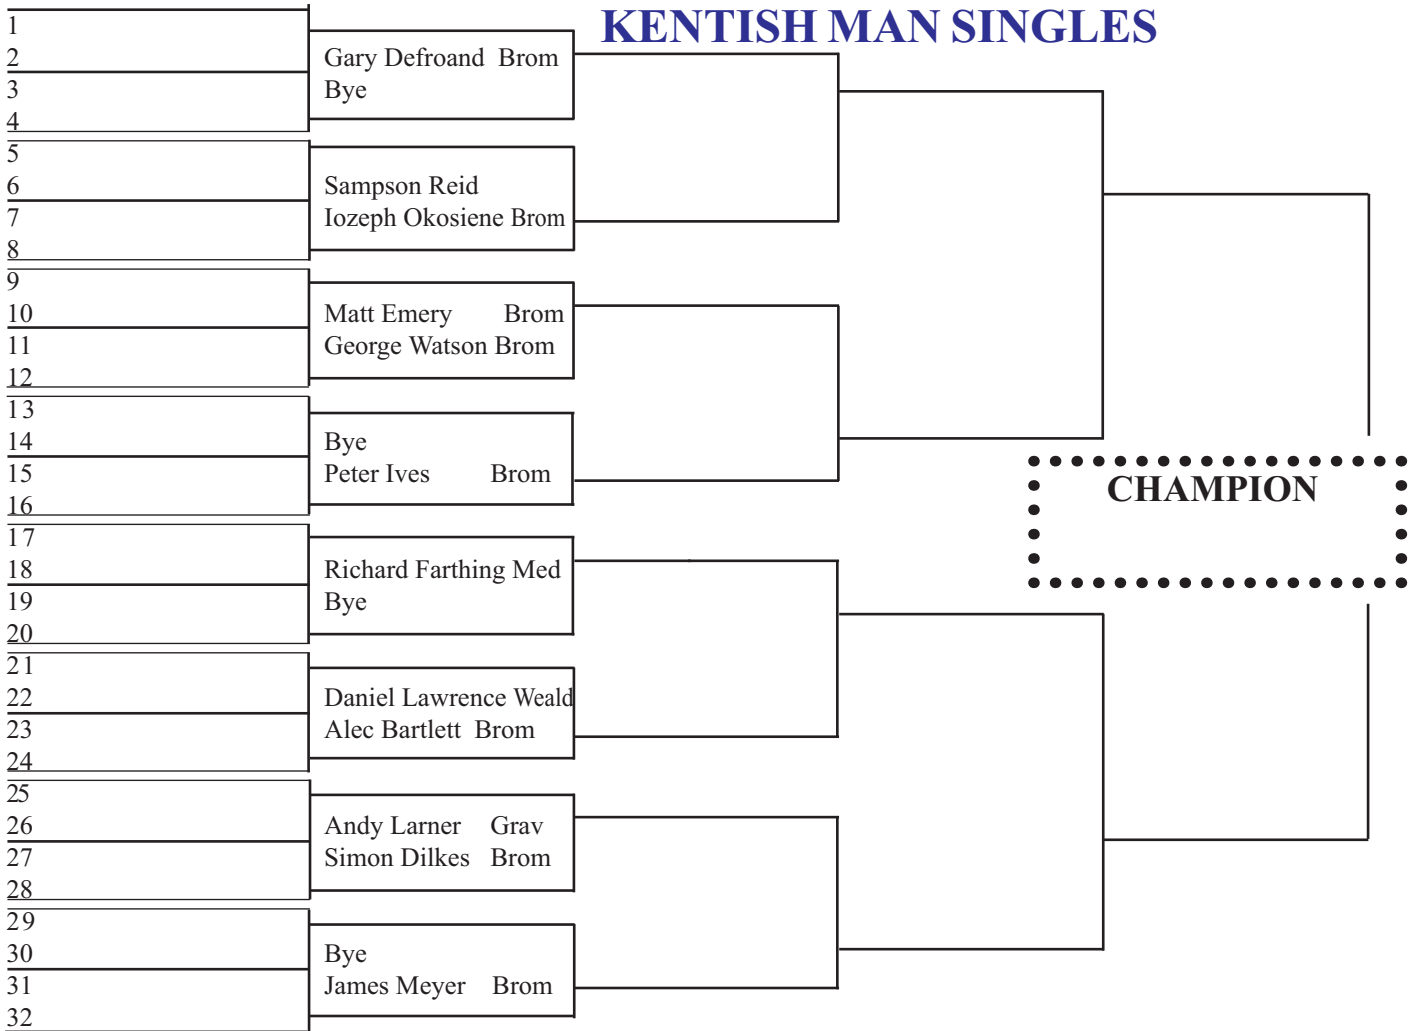 KENTISH MAN SINGLES
1
2
3
4
Gary Defroand Brom
Bye
5
6
7
8
Sampson Reid
Iozeph Okosiene Brom
9
10
11
12
Matt Emery Brom
George Watson Brom
13
14
15
16
Bye
Peter Ives Brom
CHAMPION
17
18
19
20
Richard Farthing Med
Bye
21
22
23
24
Daniel Lawrence Weald
Alec Bartlett Brom
25
26
27
28
Andy Larner Grav
Simon Dilkes Brom
29
30
31
32
Bye
James Meyer Brom